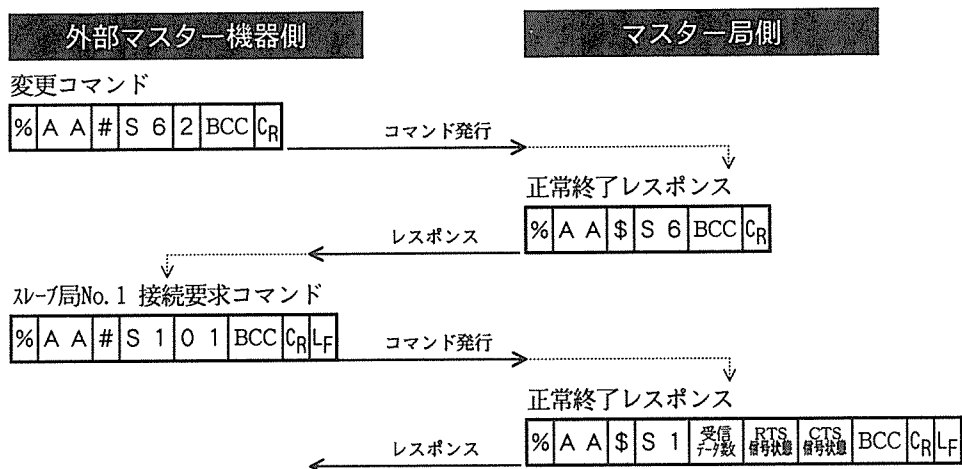 外部マスター機器側
マスター局側
変更コマンド
% A A # S 6 2 BCC CR
コマンド発行
正常終了レスポンス
% A A $ S 6 BCC CR
レスポンス
スレーブ局No. 1 接続要求コマンド
% A A # S 1 0 1 BCC CR LF
コマンド発行
正常終了レスポンス
% A A $ S 1 受信データ数 RTS信号状態 CTS信号状態 BCC CR LF
レスポンス